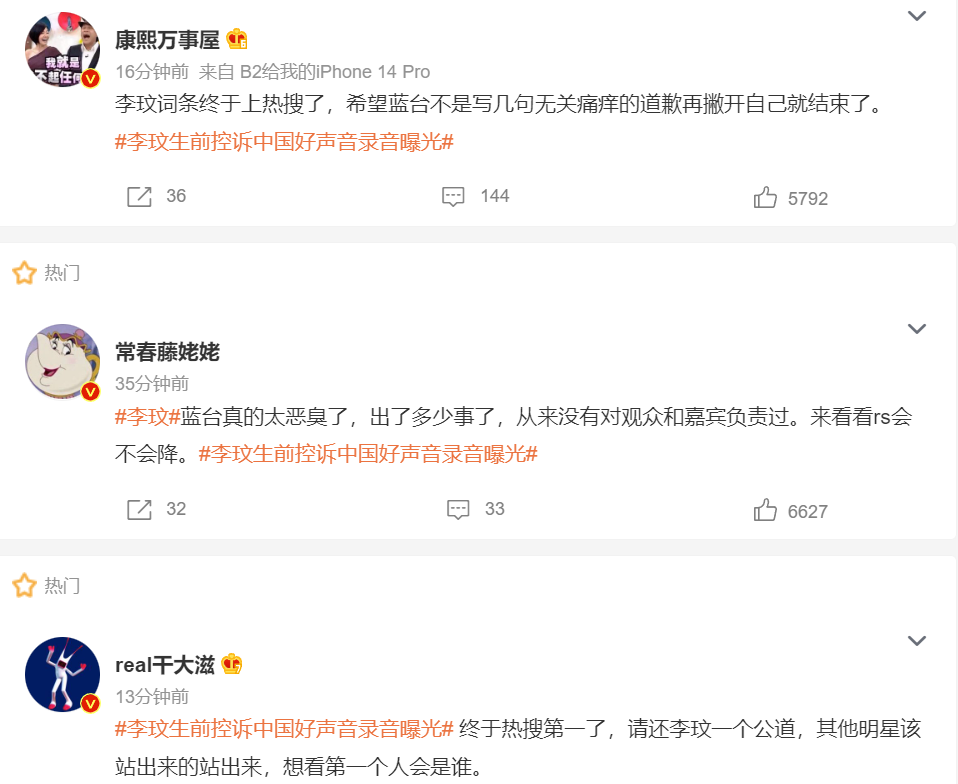 我就是
不起任何
康熙万事屋
16分钟前 来自 B2给我的iPhone 14 Pro
李玟词条终于上热搜了，希望蓝台不是写几句无关痛痒的道歉再撇开自己就结束了。
#李玟生前控诉中国好声音录音曝光#
36 144 5792
热门
常春藤姥姥
35分钟前
#李玟#蓝台真的太恶臭了，出了多少事了，从来没有对观众和嘉宾负责过。来看看rs会
不会降。#李玟生前控诉中国好声音录音曝光#
32 33 6627
热门
real干大滋
13分钟前
#李玟生前控诉中国好声音录音曝光# 终于热搜第一了，请还李玟一个公道，其他明星该
站出来的站出来，想看第一个人会是谁。